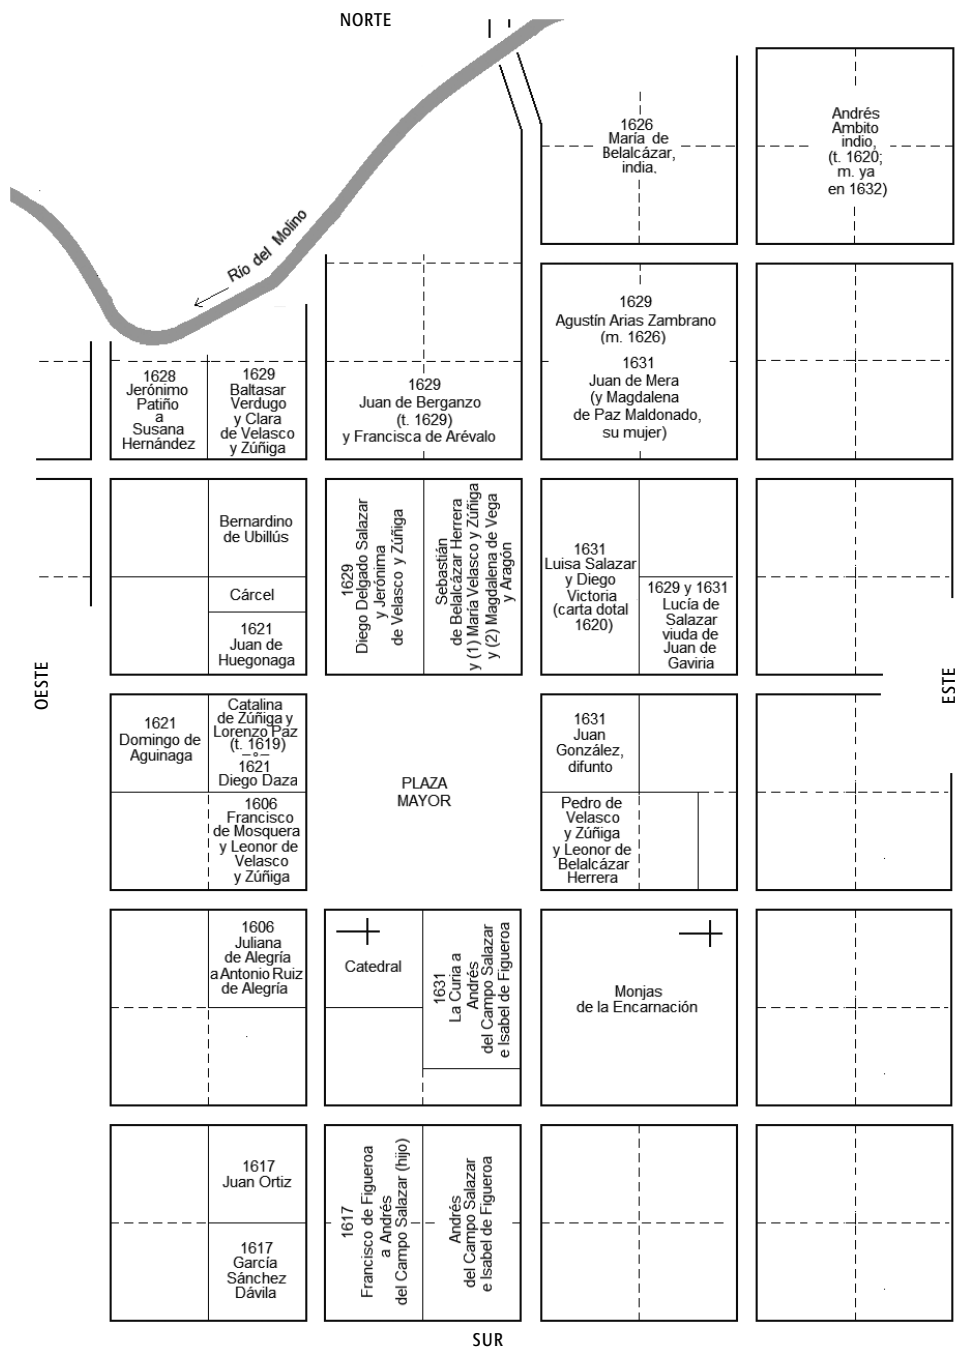 NORTE
1626
María de
Belalcázar,
india.
Andrés
Ambito
indio,
(t. 1620;
m. ya
en 1632)
Río del Molino
1628
Jerónimo
Patiño
a
Susana
Hernández
1629
Baltasar
Verdugo
y Clara
de Velasco
y Zúñiga
1629
Juan de Berganzo
(t. 1629)
y Francisca de Arévalo
1629
Agustín Arias Zambrano
(m. 1626)
1631
Juan de Mera
(y Magdalena
de Paz Maldonado,
su mujer)
Bernardino
de Ubillús
Cárcel
1621
Juan de
Huegonaga
1629
Diego Delgado Salazar
y Jerónima
de Velasco y Zúñiga
Sebastián
de Belalcázar Herrera
y (1) María Velasco y Zúñiga
y (2) Magdalena de Vega
y Aragón
1631
Luisa Salazar
y Diego
Victoria
(carta dotal
1620)
1629 y 1631
Lucía de
Salazar
viuda de
Juan de
Gaviria
OESTE
ESTE
1621
Domingo de
Aguinaga
Catalina
de Zúñiga y
Lorenzo Paz
(t. 1619)
—o—
1621
Diego Daza
1606
Francisco
de Mosquera
y Leonor de
Velasco
y Zúñiga
PLAZA
MAYOR
1631
Juan
González,
difunto
Pedro de
Velasco
y Zúñiga
y Leonor de
Belalcázar
Herrera
1606
Juliana
de Alegría
a Antonio Ruiz
de Alegría
Catedral
1631
La Curia a
Andrés
del Campo Salazar
e Isabel de Figueroa
Monjas
de la Encarnación
1617
Juan Ortiz
1617
García
Sánchez
Dávila
1617
Francisco de Figueroa
a Andrés
del Campo Salazar (hijo)
Andrés
del Campo Salazar
e Isabel de Figueroa
SUR